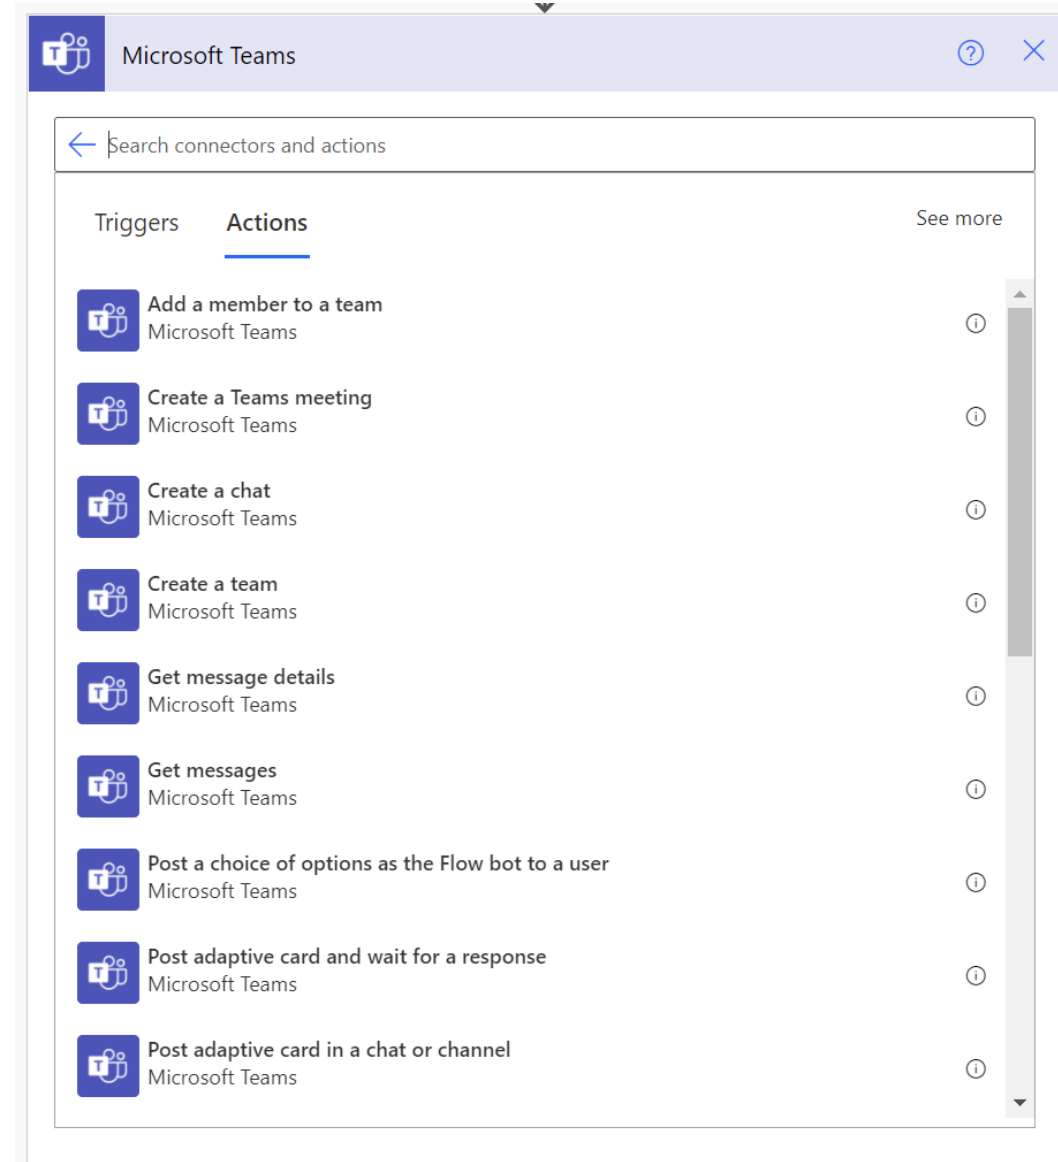 Microsoft Teams
Search connectors and actions
Triggers Actions See more
Add a member to a team
Microsoft Teams
Create a Teams meeting
Microsoft Teams
Create a chat
Microsoft Teams
Create a team
Microsoft Teams
Get message details
Microsoft Teams
Get messages
Microsoft Teams
Post a choice of options as the Flow bot to a user
Microsoft Teams
Post adaptive card and wait for a response
Microsoft Teams
Post adaptive card in a chat or channel
Microsoft Teams